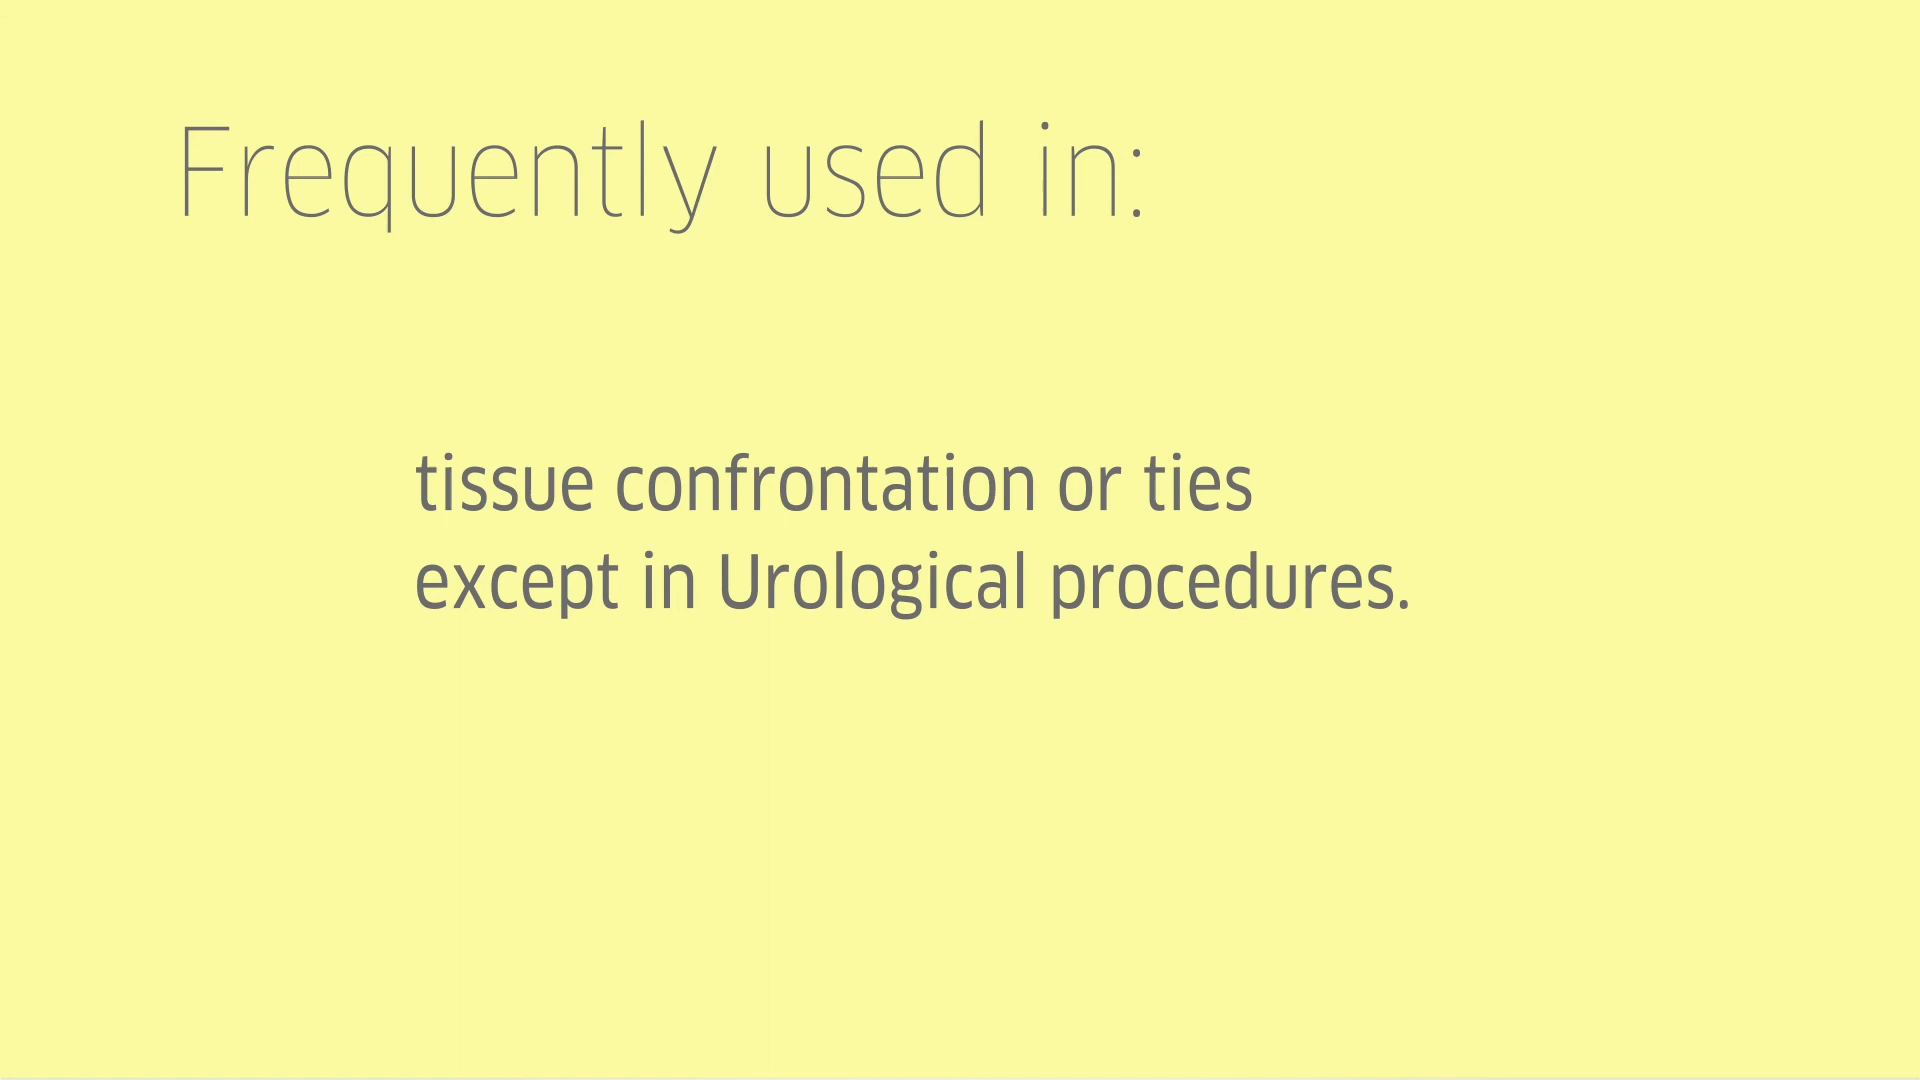 Frequently used in:
tissue confrontation or ties
except in Urological procedures.